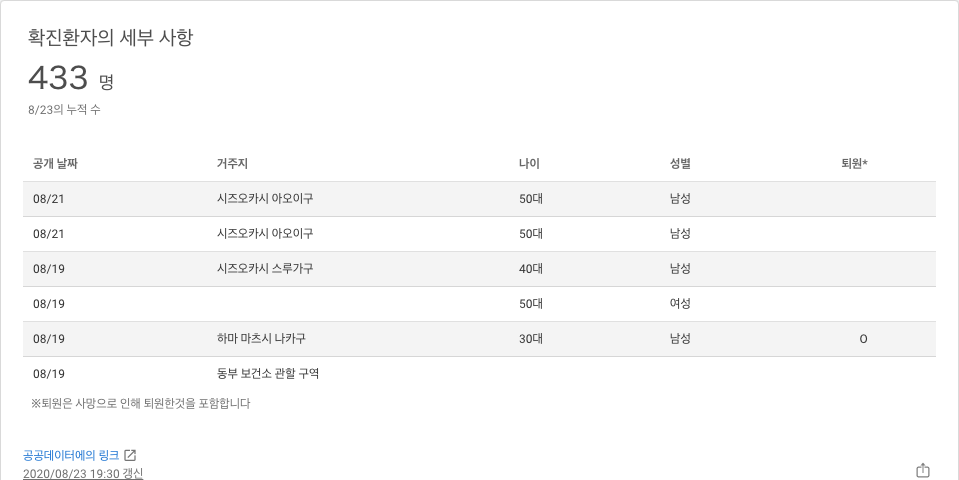 확진환자의 세부 사항
433 명
8/23의 누적 수
공개 날짜 거주지 나이 성별 퇴원*
08/21 시즈오카시 아오이구 50대 남성
08/21 시즈오카시 아오이구 50대 남성
08/19 시즈오카시 스루가구 40대 남성
08/19 50대 여성
08/19 하마 마츠시 나카구 30대 남성 O
08/19 동부 보건소 관할 구역
※퇴원은 사망으로 인해 퇴원한것을 포함합니다
공공데이터에의 링크
2020/08/23 19:30 갱신